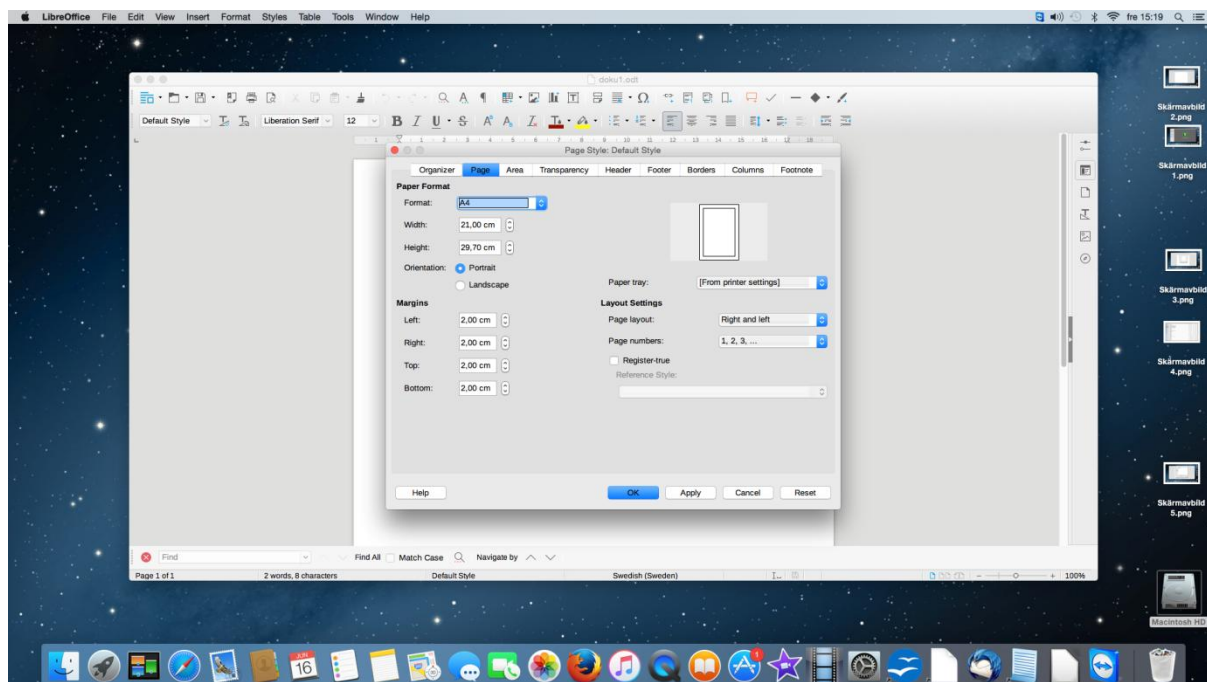 LibreOffice File Edit View Insert Format Styles Table Tools Window Help fre 15:19
doku1.odt
Default Style Liberation Serif 12
Page Style: Default Style
Organizer Page Area Transparency Header Footer Borders Columns Footnote
Paper Format
Format: A4
Width: 21,00 cm
Height: 29,70 cm
Orientation: Portrait
Landscape
Paper tray: [From printer settings]
Margins Layout Settings
Left: 2,00 cm Page layout: Right and left
Right: 2,00 cm Page numbers: 1, 2, 3, ...
Top: 2,00 cm Register-true
Reference Style:
Bottom: 2,00 cm
Help OK Apply Cancel Reset
Find Find All Match Case Navigate by
Page 1 of 1 2 words, 8 characters Default Style Swedish (Sweden) 100%
Skärmavbild
2.png
Skärmavbild
1.png
Skärmavbild
3.png
Skärmavbild
4.png
Skärmavbild
5.png
Macintosh HD
JUN
16
1